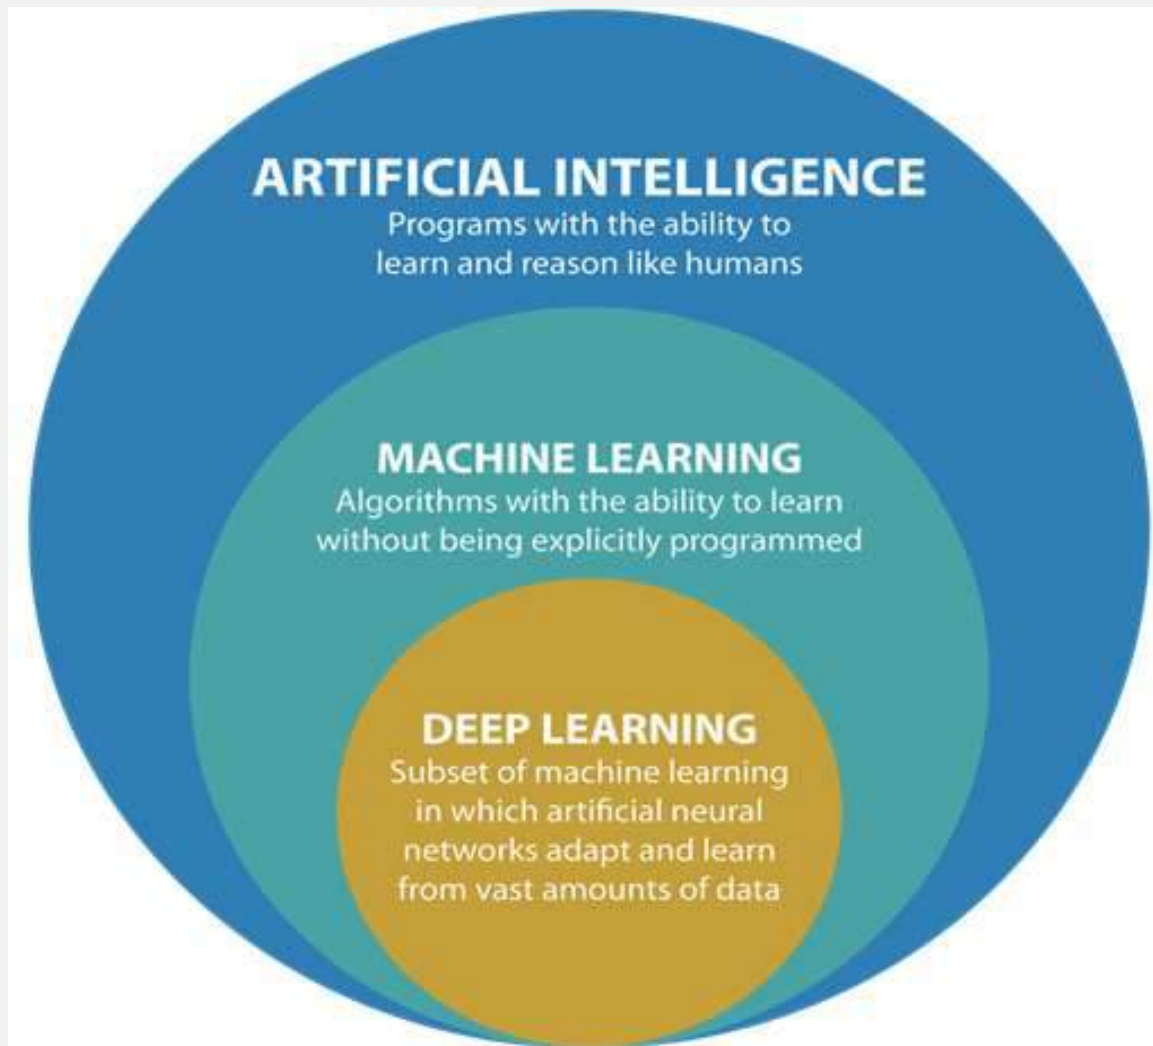 ARTIFICIAL INTELLIGENCE
Programs with the ability to
learn and reason like humans
MACHINE LEARNING
Algorithms with the ability to learn
without being explicitly programmed
DEEP LEARNING
Subset of machine learning
in which artificial neural
networks adapt and learn
from vast amounts of data